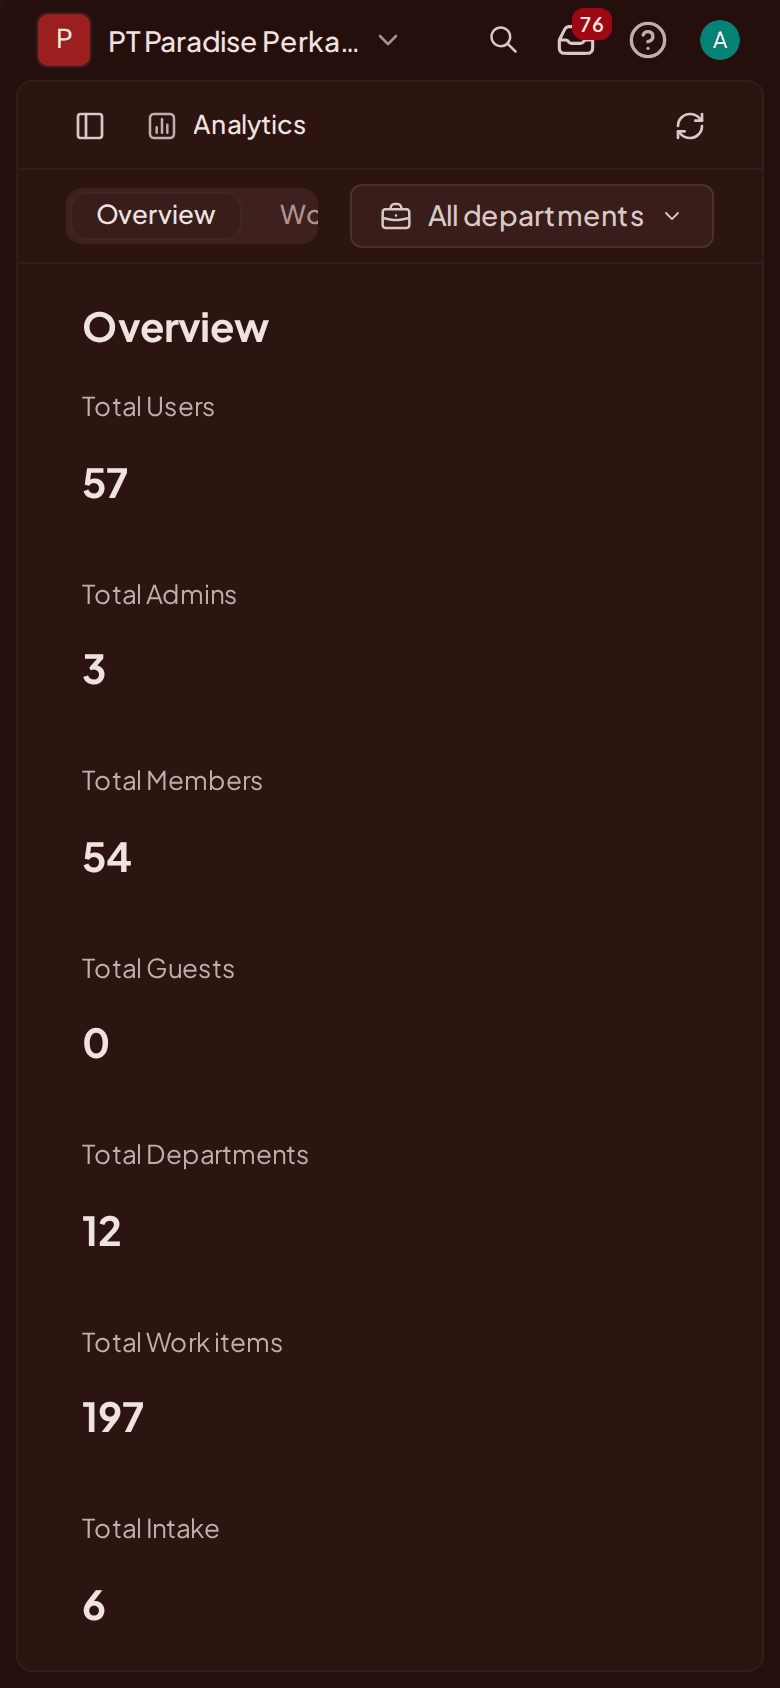 P PT Paradise Perka... 76 A
Analytics
Overview Wo All departments
Overview
Total Users
57
Total Admins
3
Total Members
54
Total Guests
0
Total Departments
12
Total Work items
197
Total Intake
6